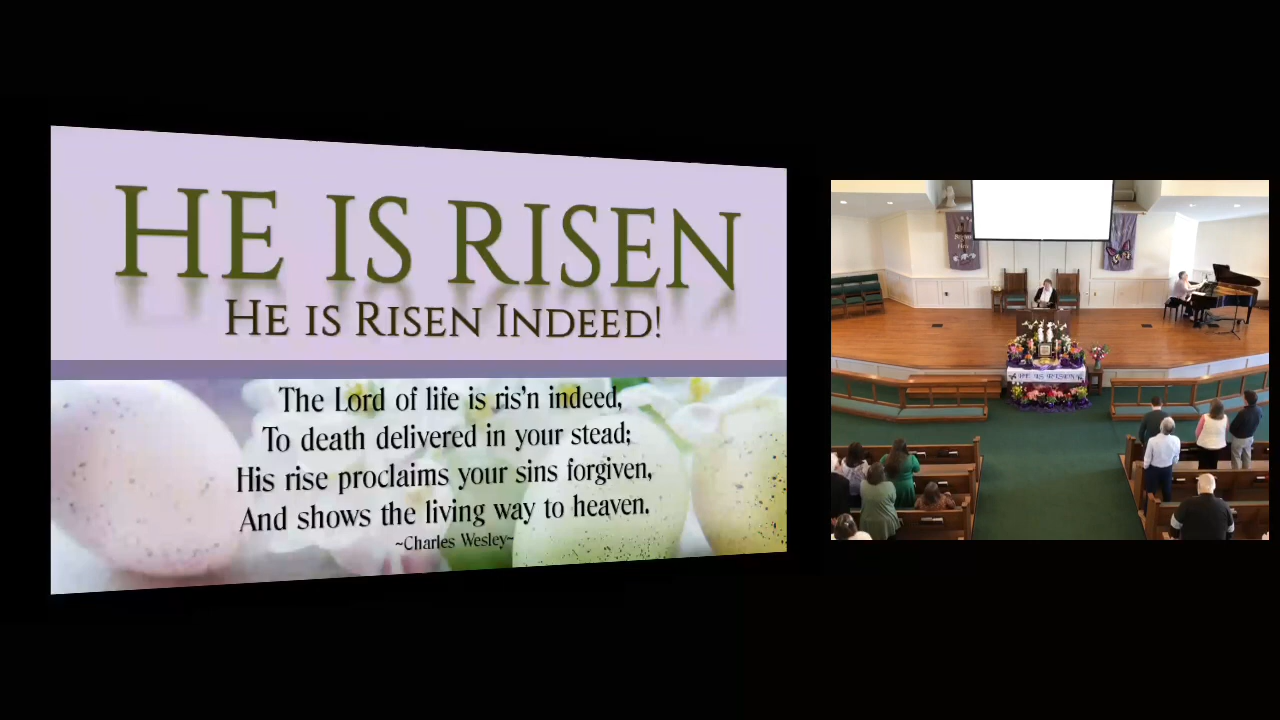 HE IS RISEN
HE IS RISEN INDEED!
The Lord of life is ris'n indeed,
To death delivered in your stead;
His rise proclaims your sins forgiven,
And shows the living way to heaven.
~Charles Wesley~
HE IS RISEN